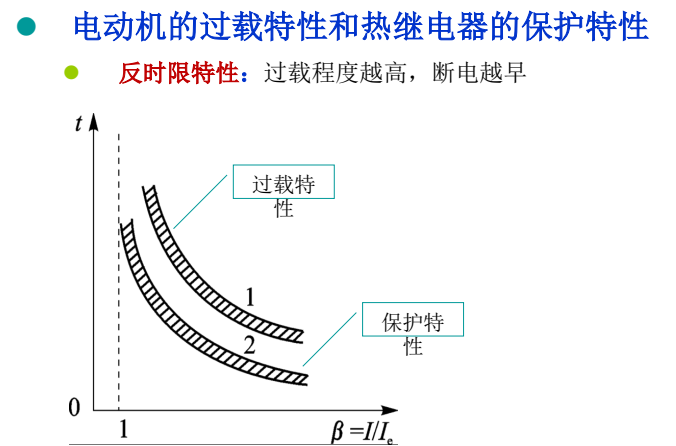 电动机的过载特性和热继电器的保护特性
反时限特性：过载程度越高，断电越早
t
过载特
性
1
保护特
性
2
0
1
β =I/Ie